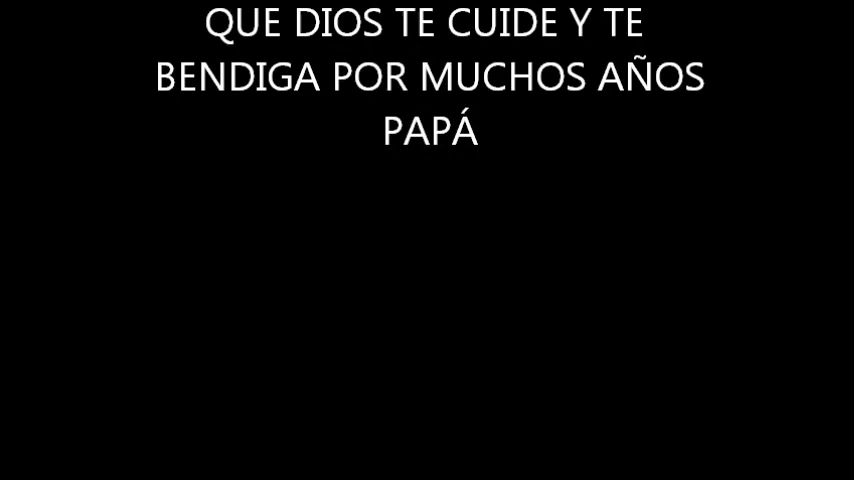 QUE DIOS TE CUIDE Y TE
BENDIGA POR MUCHOS AÑOS
PAPÁ